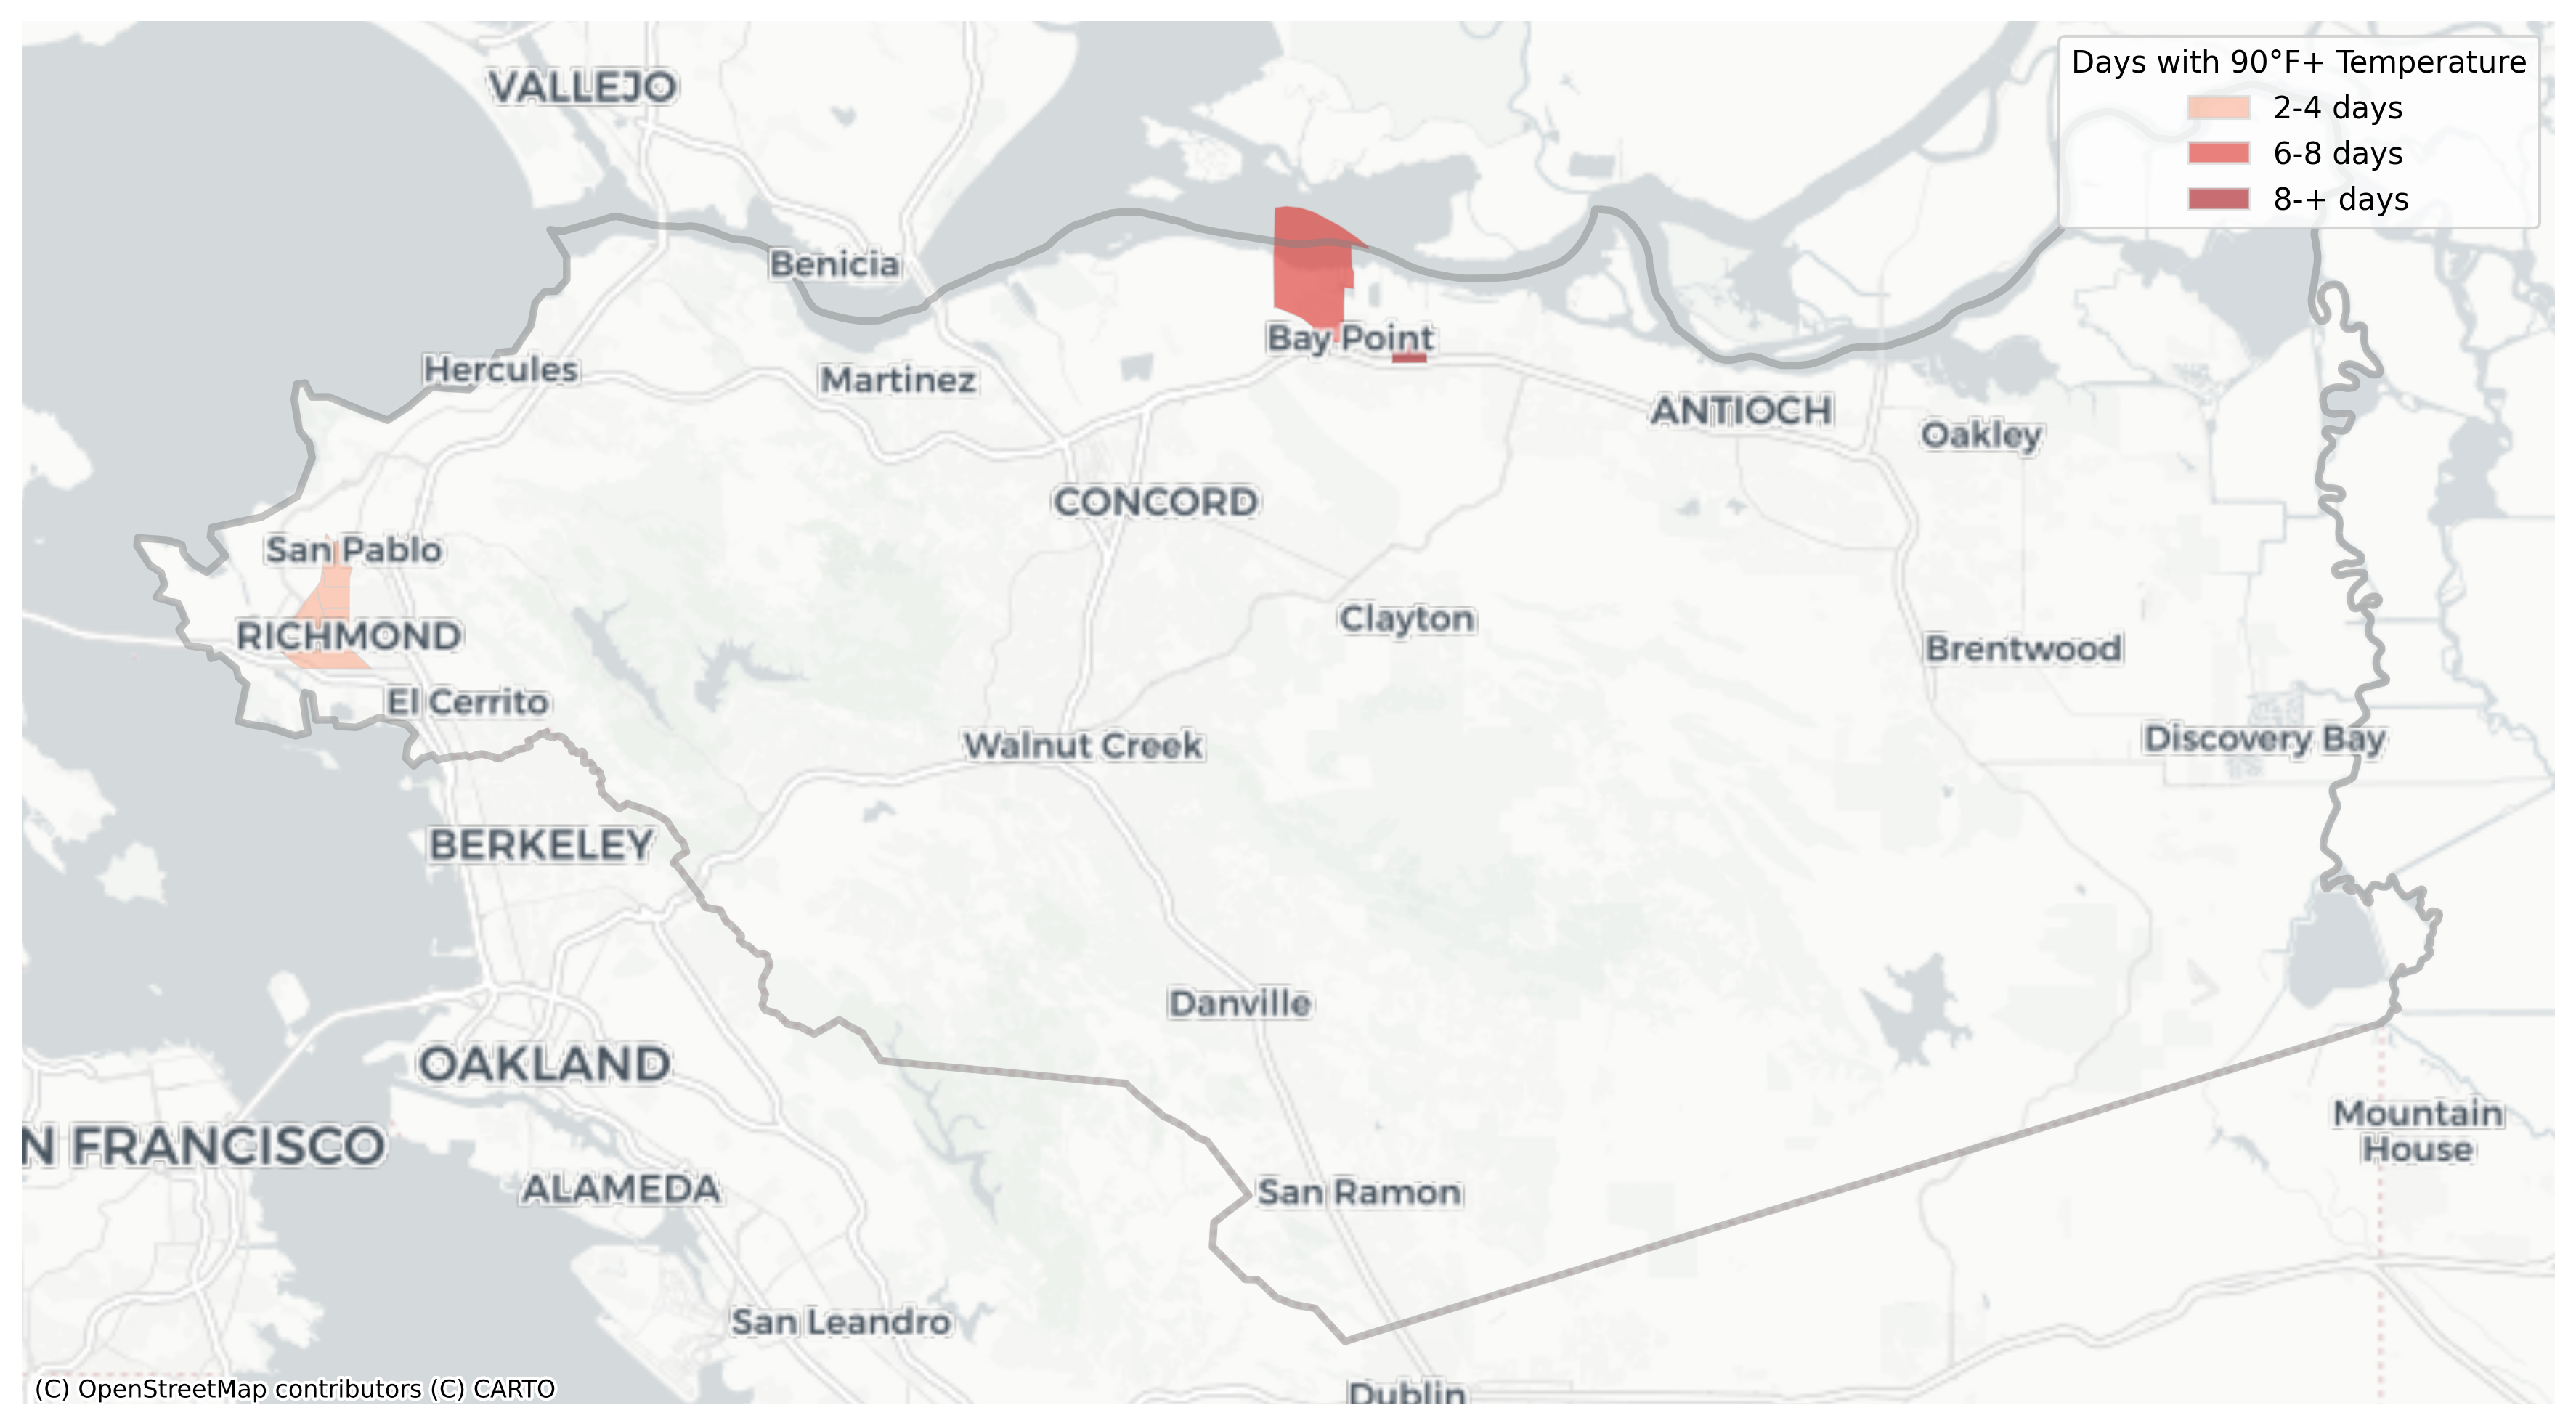 Days with 90°F+ Temperature
2-4 days
6-8 days
8-+ days
VALLEJO
Benicia
Bay Point
Hercules
Martinez
ANTIOCH
Oakley
CONCORD
San Pablo
Clayton
RICHMOND
Brentwood
El Cerrito
Discovery Bay
Walnut Creek
BERKELEY
Danville
OAKLAND
Mountain
House
N FRANCISCO
ALAMEDA
San Ramon
San Leandro
Dublin
(C) OpenStreetMap contributors (C) CARTO